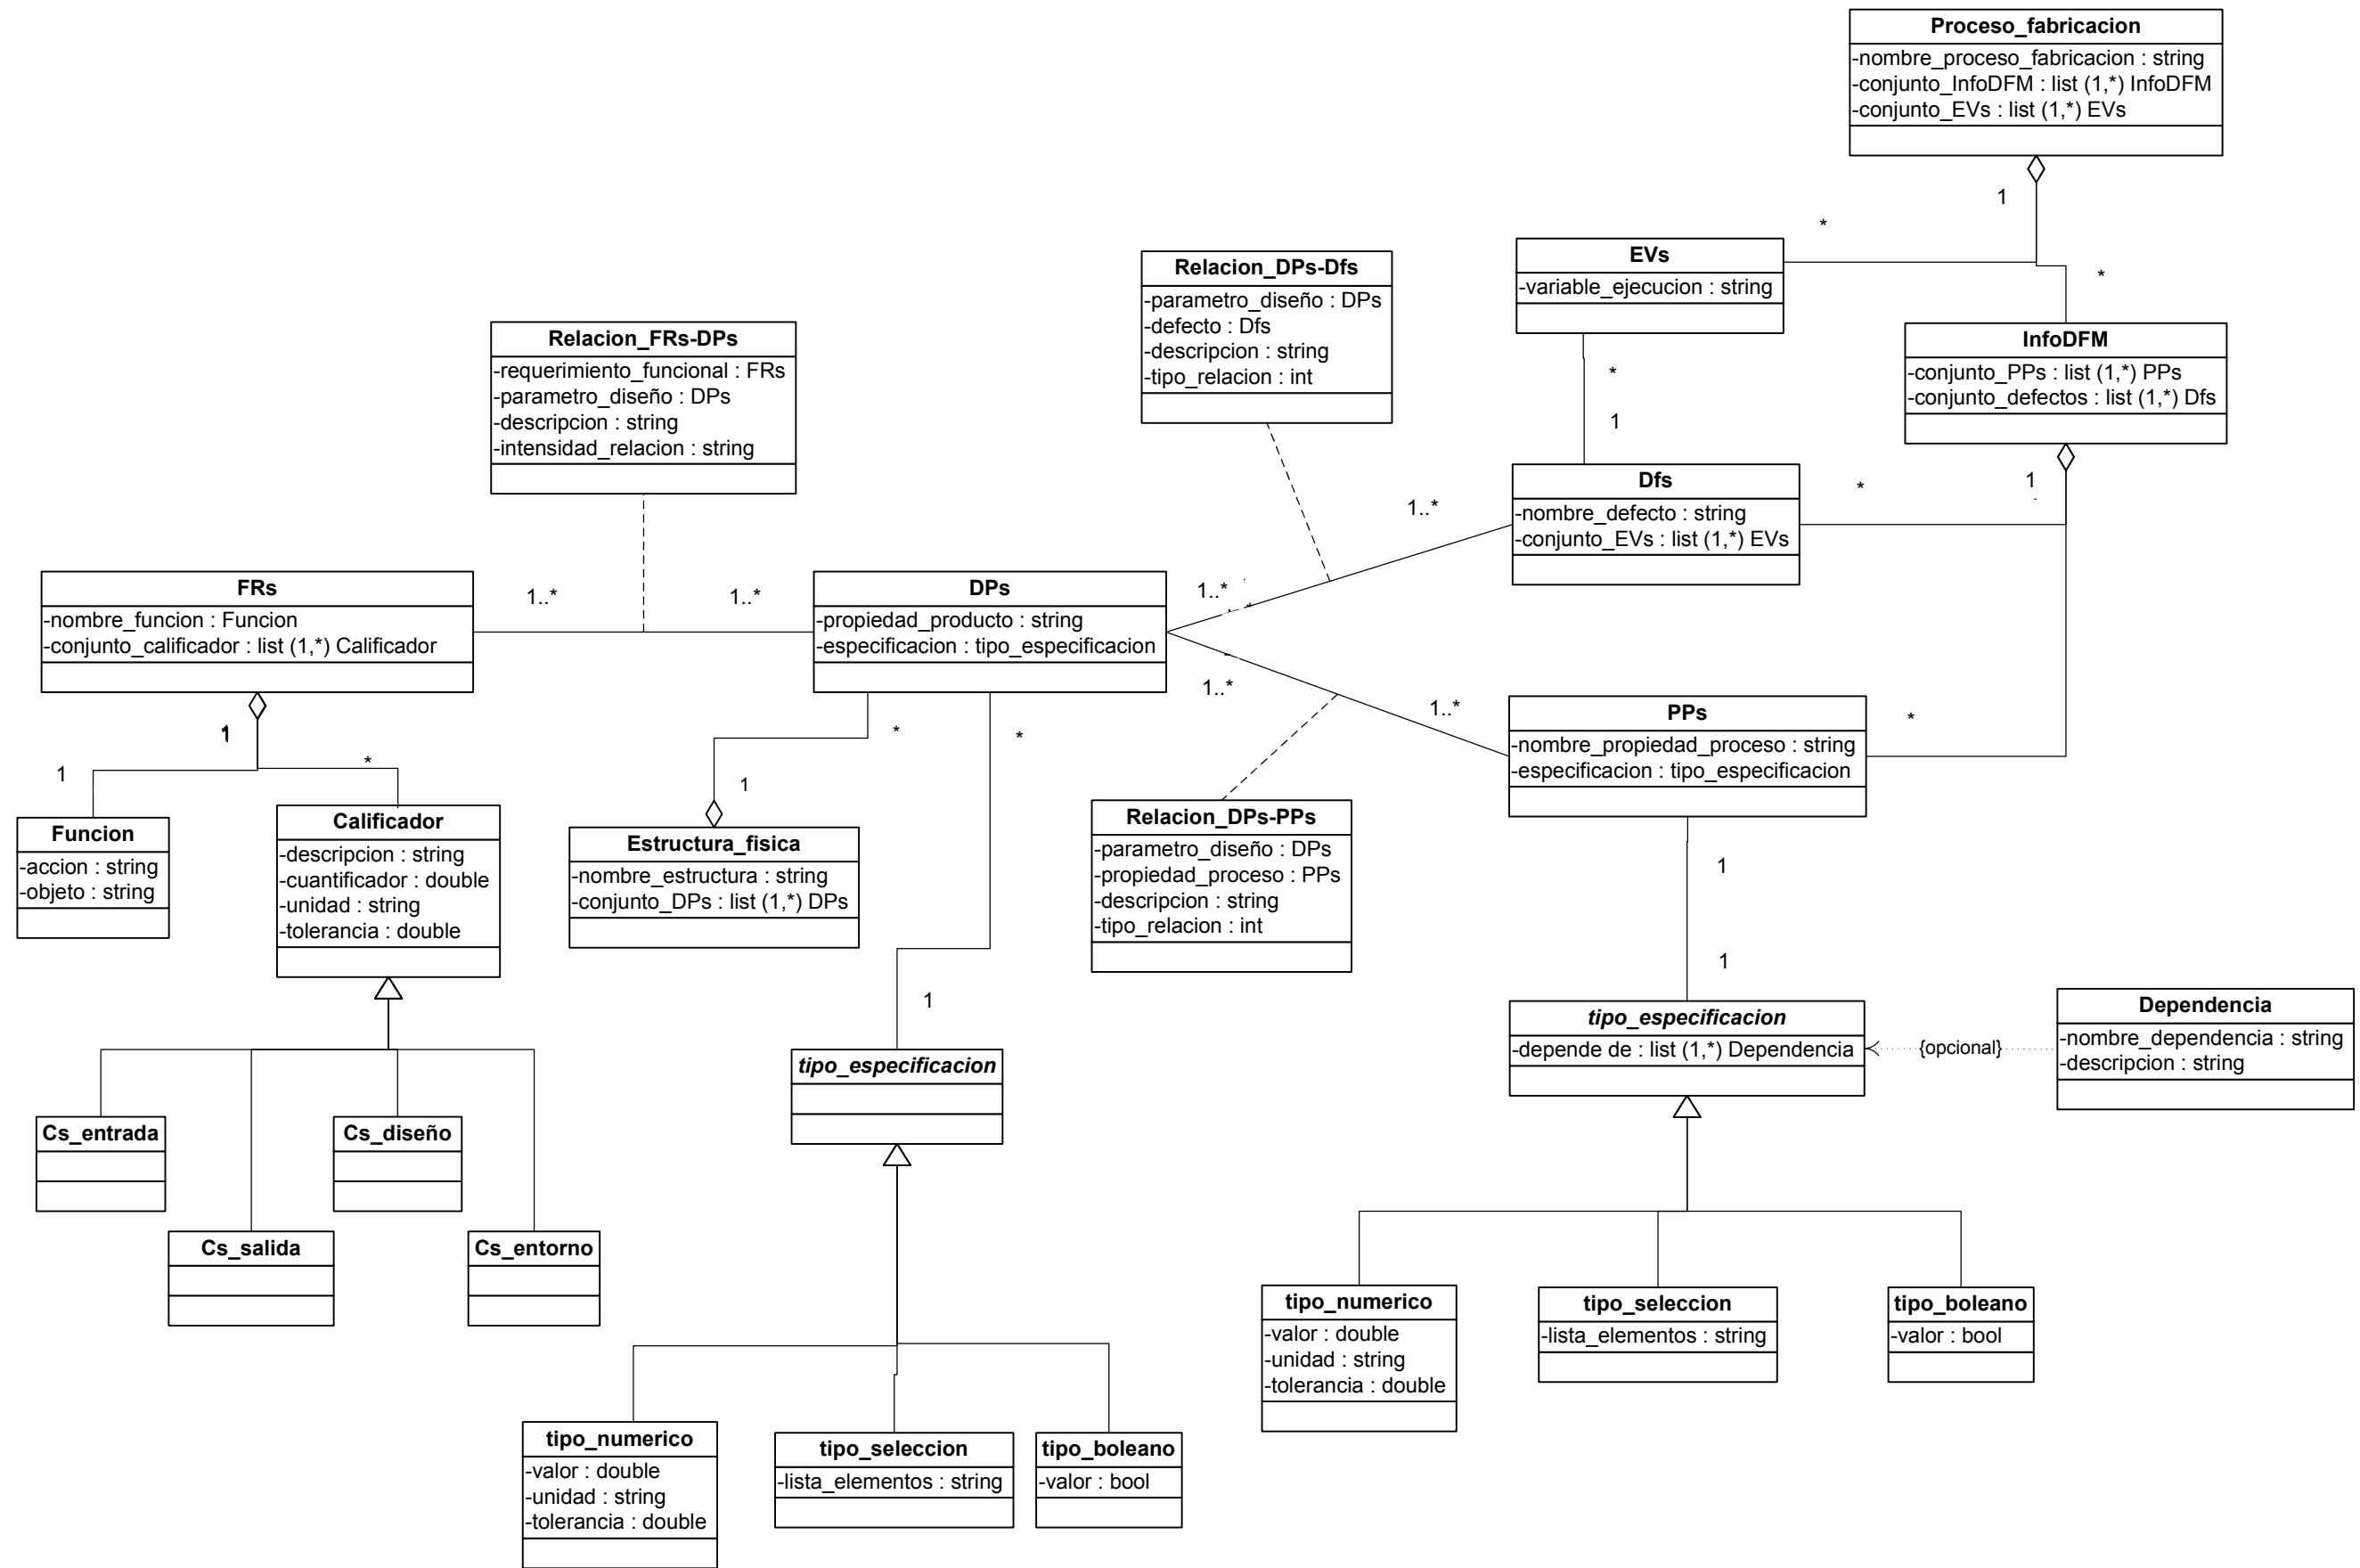 Proceso_fabricacion
-nombre_proceso_fabricacion : string
-conjunto_InfoDFM : list (1,*) InfoDFM
-conjunto_EVs : list (1,*) EVs
1
*
*
EVs
-variable_ejecucion : string
Relacion_DPs-Dfs
-parametro_diseño : DPs
-defecto : Dfs
-descripcion : string
-tipo_relacion : int
InfoDFM
-conjunto_PPs : list (1,*) PPs
-conjunto_defectos : list (1,*) Dfs
Relacion_FRs-DPs
-requerimiento_funcional : FRs
-parametro_diseño : DPs
-descripcion : string
-intensidad_relacion : string
*
1
Dfs
-nombre_defecto : string
-conjunto_EVs : list (1,*) EVs
*
1
1..*
1..*
FRs
-nombre_funcion : Funcion
-conjunto_calificador : list (1,*) Calificador
1..*
1..*
DPs
-propiedad_producto : string
-especificacion : tipo_especificacion
1..*
1..*
PPs
-nombre_propiedad_proceso : string
-especificacion : tipo_especificacion
*
1
1
*
*
*
1
Funcion
-accion : string
-objeto : string
Calificador
-descripcion : string
-cuantificador : double
-unidad : string
-tolerancia : double
Estructura_fisica
-nombre_estructura : string
-conjunto_DPs : list (1,*) DPs
Relacion_DPs-PPs
-parametro_diseño : DPs
-propiedad_proceso : PPs
-descripcion : string
-tipo_relacion : int
1
1
1
tipo_especificacion
-depende de : list (1,*) Dependencia
{opcional}
Dependencia
-nombre_dependencia : string
-descripcion : string
tipo_especificacion
Cs_entrada
Cs_diseño
Cs_salida
Cs_entorno
tipo_numerico
-valor : double
-unidad : string
-tolerancia : double
tipo_seleccion
-lista_elementos : string
tipo_boleano
-valor : bool
tipo_numerico
-valor : double
-unidad : string
-tolerancia : double
tipo_seleccion
-lista_elementos : string
tipo_boleano
-valor : bool